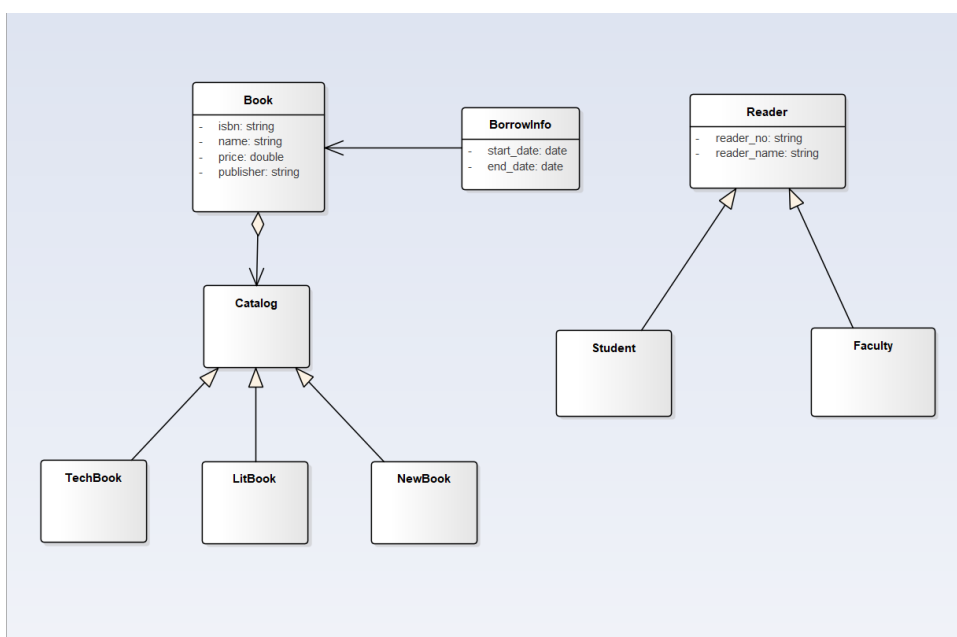 Book
- isbn: string
- name: string
- price: double
- publisher: string
BorrowInfo
- start_date: date
- end_date: date
Reader
- reader_no: string
- reader_name: string
Catalog
Student
Faculty
TechBook
LitBook
NewBook